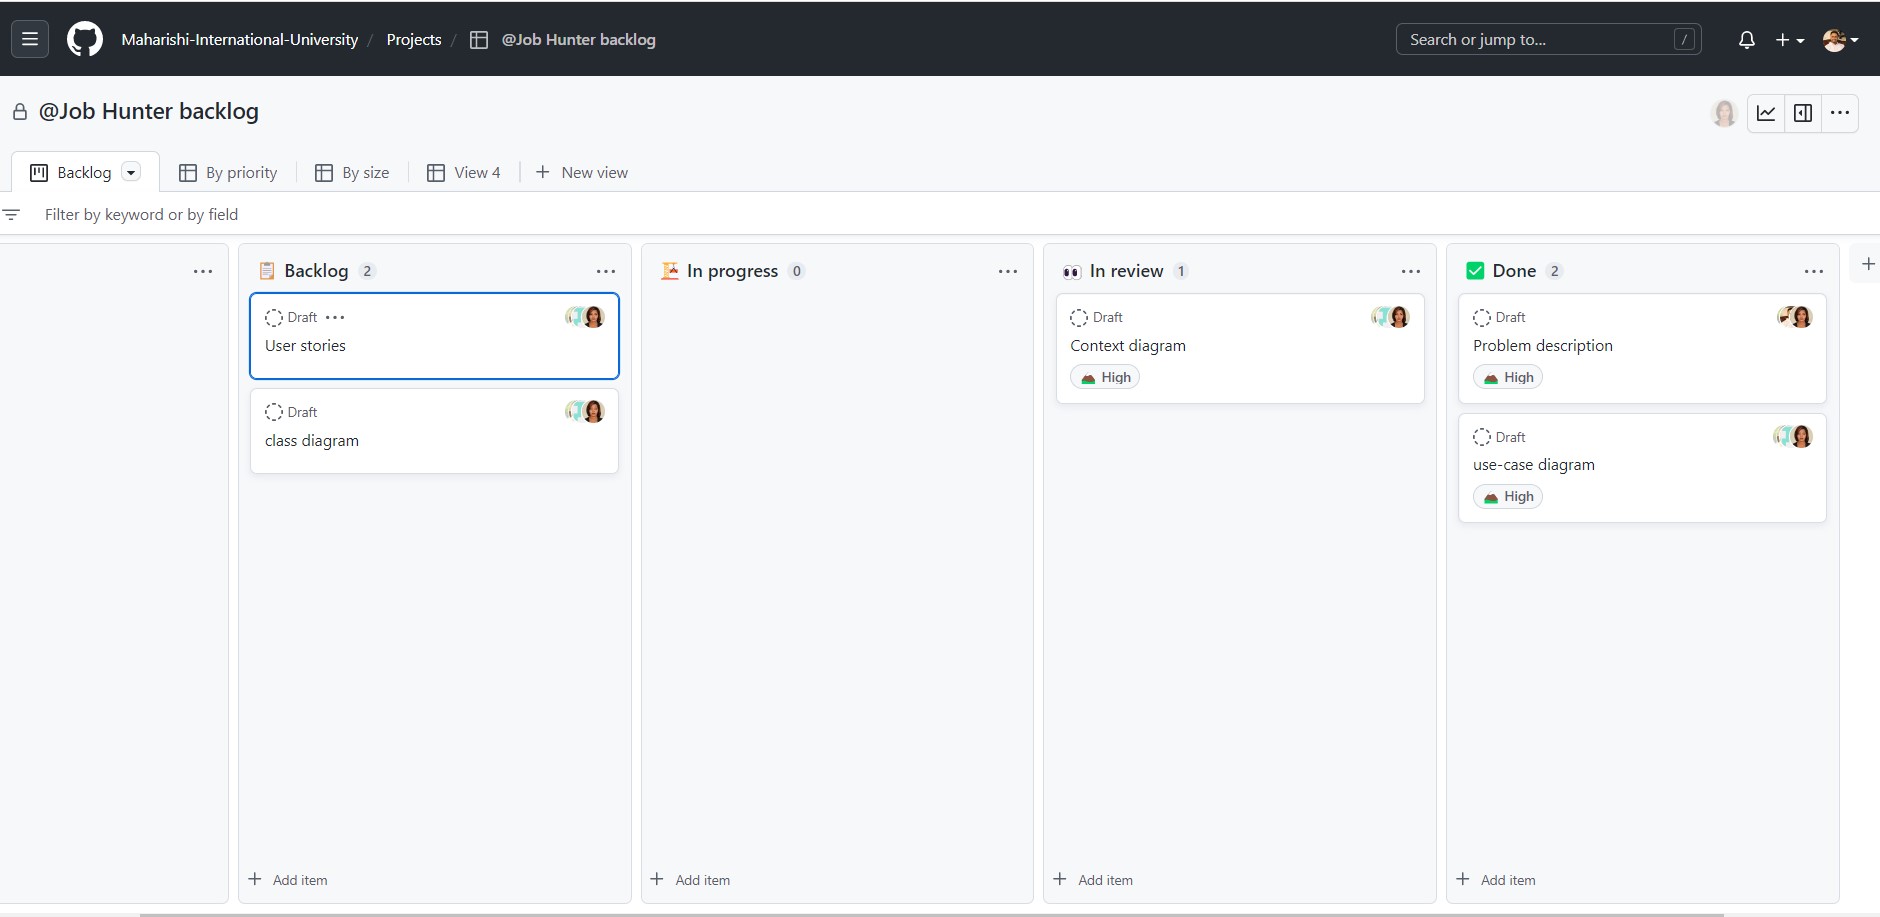 Maharishi-International-University / Projects / @Job Hunter backlog
Search or jump to... /
@Job Hunter backlog
Backlog By priority By size View 4 New view
Filter by keyword or by field
Backlog 2
Draft
User stories
Draft
class diagram
Add item
In progress 0
Add item
In review 1
Draft
Context diagram
High
Add item
Done 2
Draft
Problem description
High
Draft
use-case diagram
High
Add item